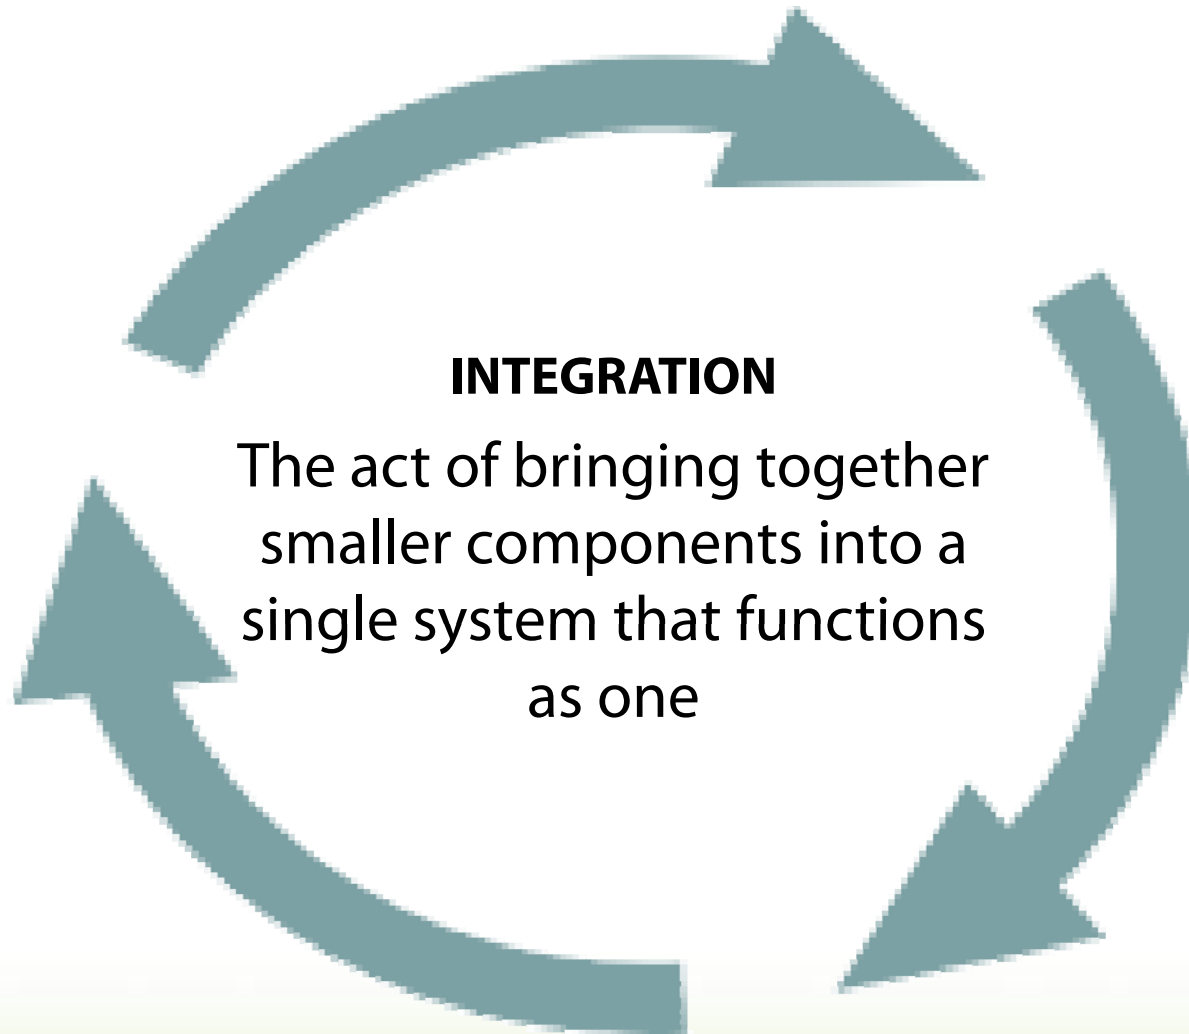 INTEGRATION
The act of bringing together
smaller components into a
single system that functions
as one